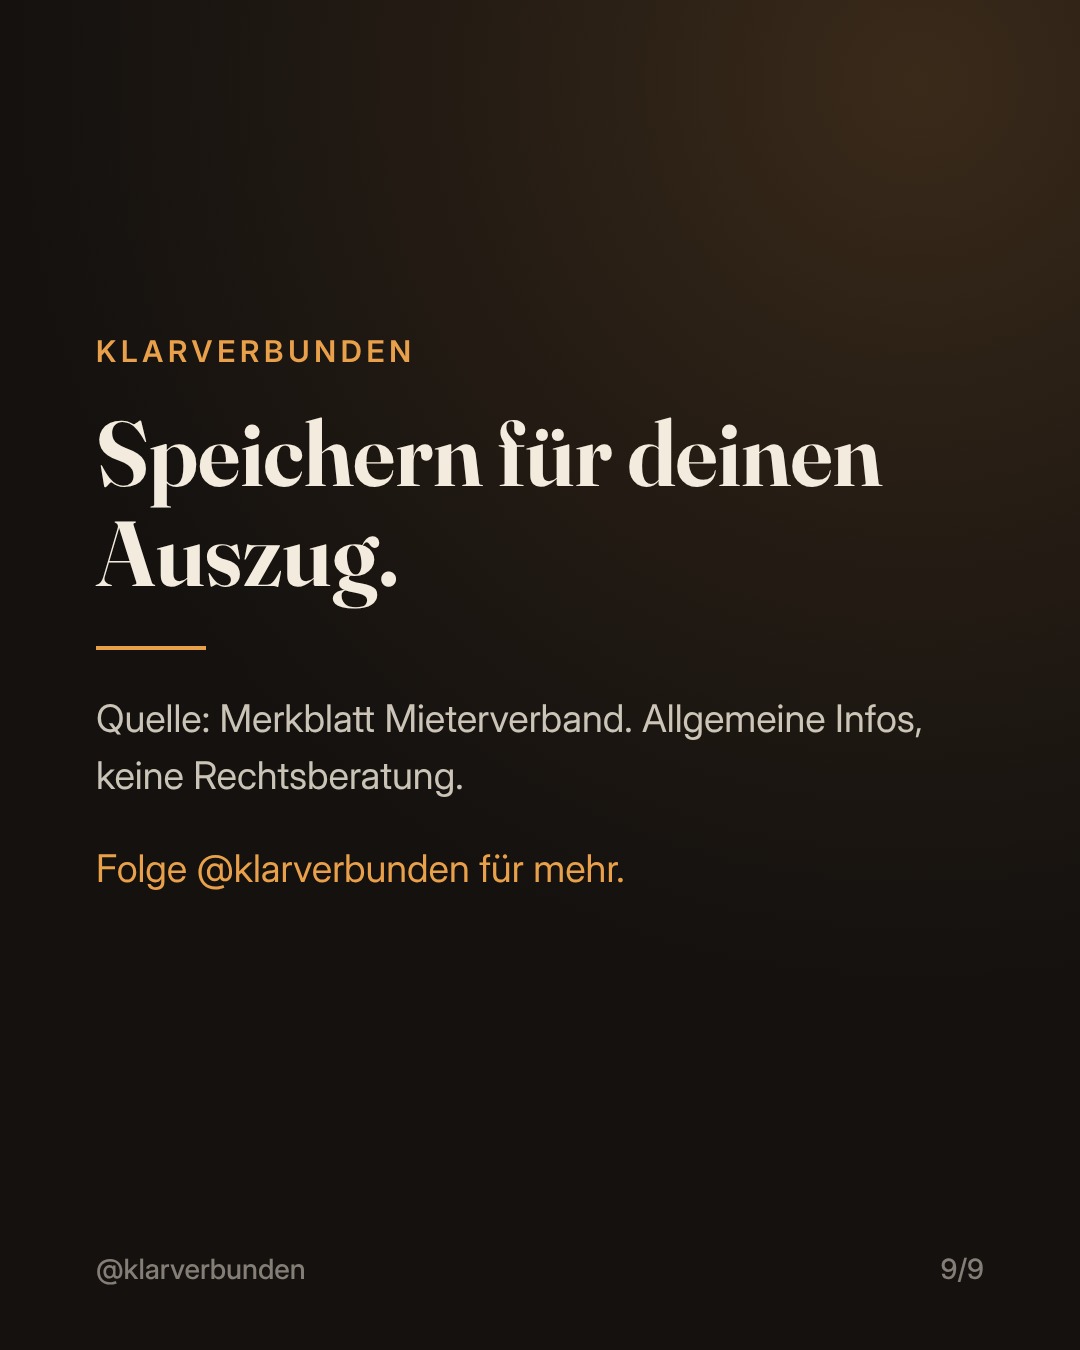 KLARVERBUNDEN
Speichern für deinen
Auszug.
Quelle: Merkblatt Mieterverband. Allgemeine Infos,
keine Rechtsberatung.
Folge @klarverbunden für mehr.
@klarverbunden
9/9